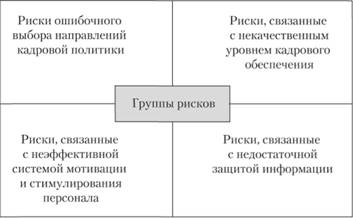 Риски ошибочного
выбора направлений
кадровой политики
Риски, связанные
с некачественным
уровнем кадрового
обеспечения
Группы рисков
Риски, связанные
с неэффективной
системой мотивации
и стимулирования
персонала
Риски, связанные
с недостаточной
защитой информации